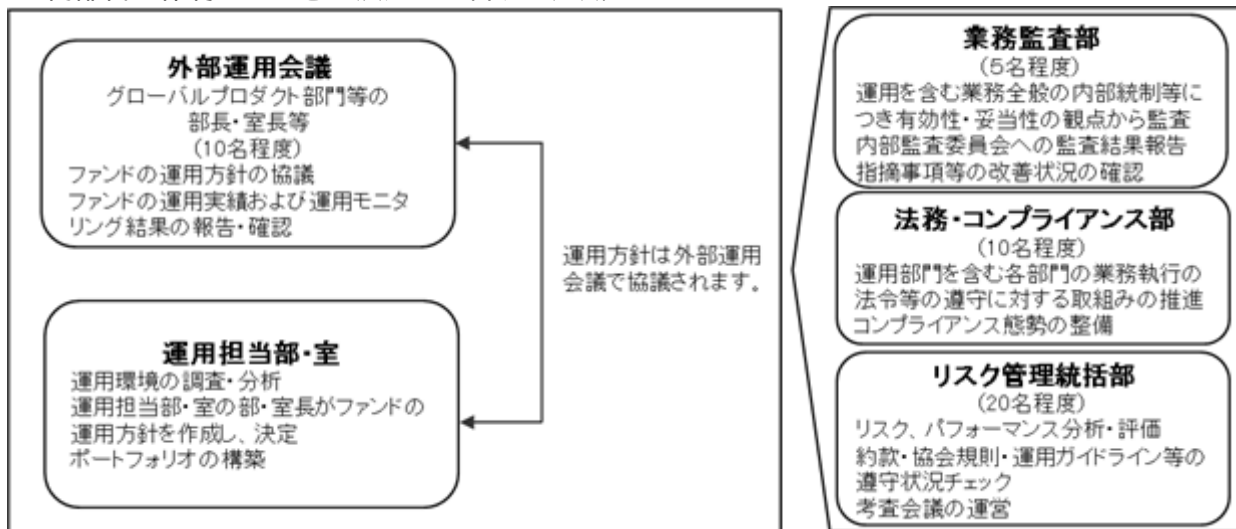 外部運用会議
グローバルプロダクト部門等の
部長・室長等
(10名程度)
ファンドの運用方針の協議
ファンドの運用実績および運用モニタ
リング結果の報告・確認
運用方針は外部運用
会議で協議されます。
運用担当部・室
運用環境の調査・分析
運用担当部・室の部・室長がファンドの
運用方針を作成し、決定
ポートフォリオの構築
業務監査部
(5名程度)
運用を含む業務全般の内部統制等に
つき有効性・妥当性の観点から監査
内部監査委員会への監査結果報告
指摘事項等の改善状況の確認
法務・コンプライアンス部
(10名程度)
運用部門を含む各部門の業務執行の
法令等の遵守に対する取組みの推進
コンプライアンス態勢の整備
リスク管理統括部
(20名程度)
リスク、パフォーマンス分析・評価
約款・協会規則・運用ガイドライン等の
遵守状況チェック
考査会議の運営